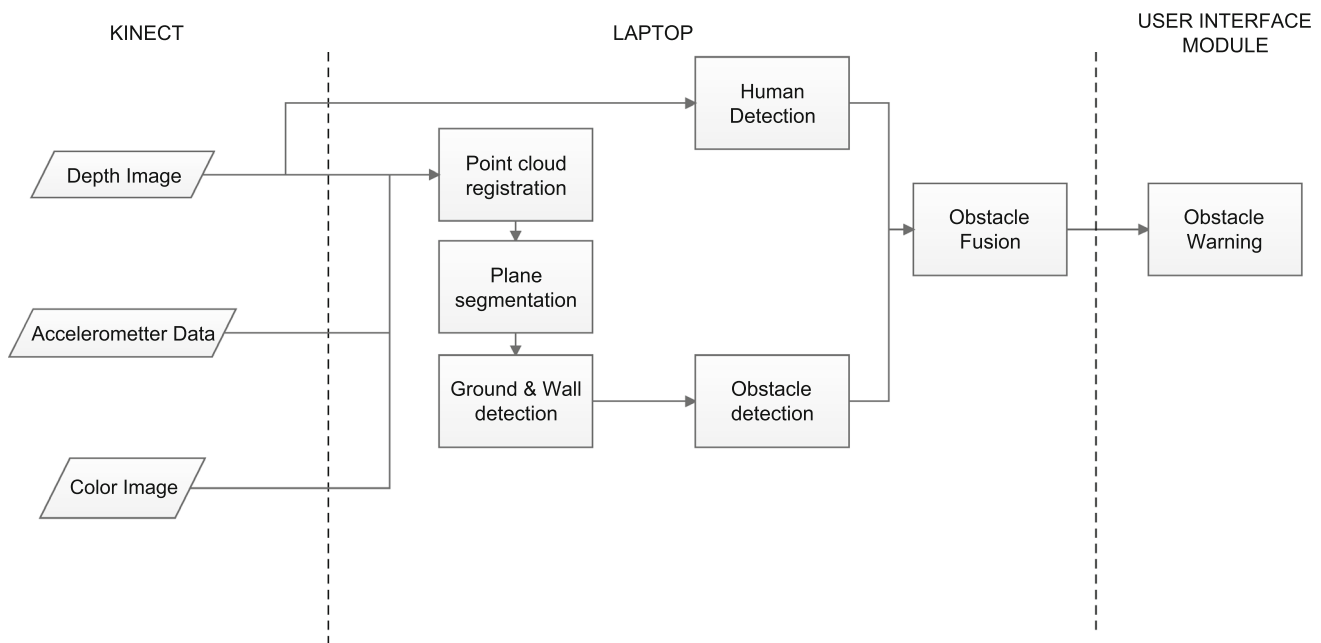 KINECT
LAPTOP
USER INTERFACE
MODULE
Human
Detection
Depth Image
Point cloud
registration
Obstacle
Fusion
Obstacle
Warning
Plane
segmentation
Accelerometter Data
Ground & Wall
detection
Obstacle
detection
Color Image